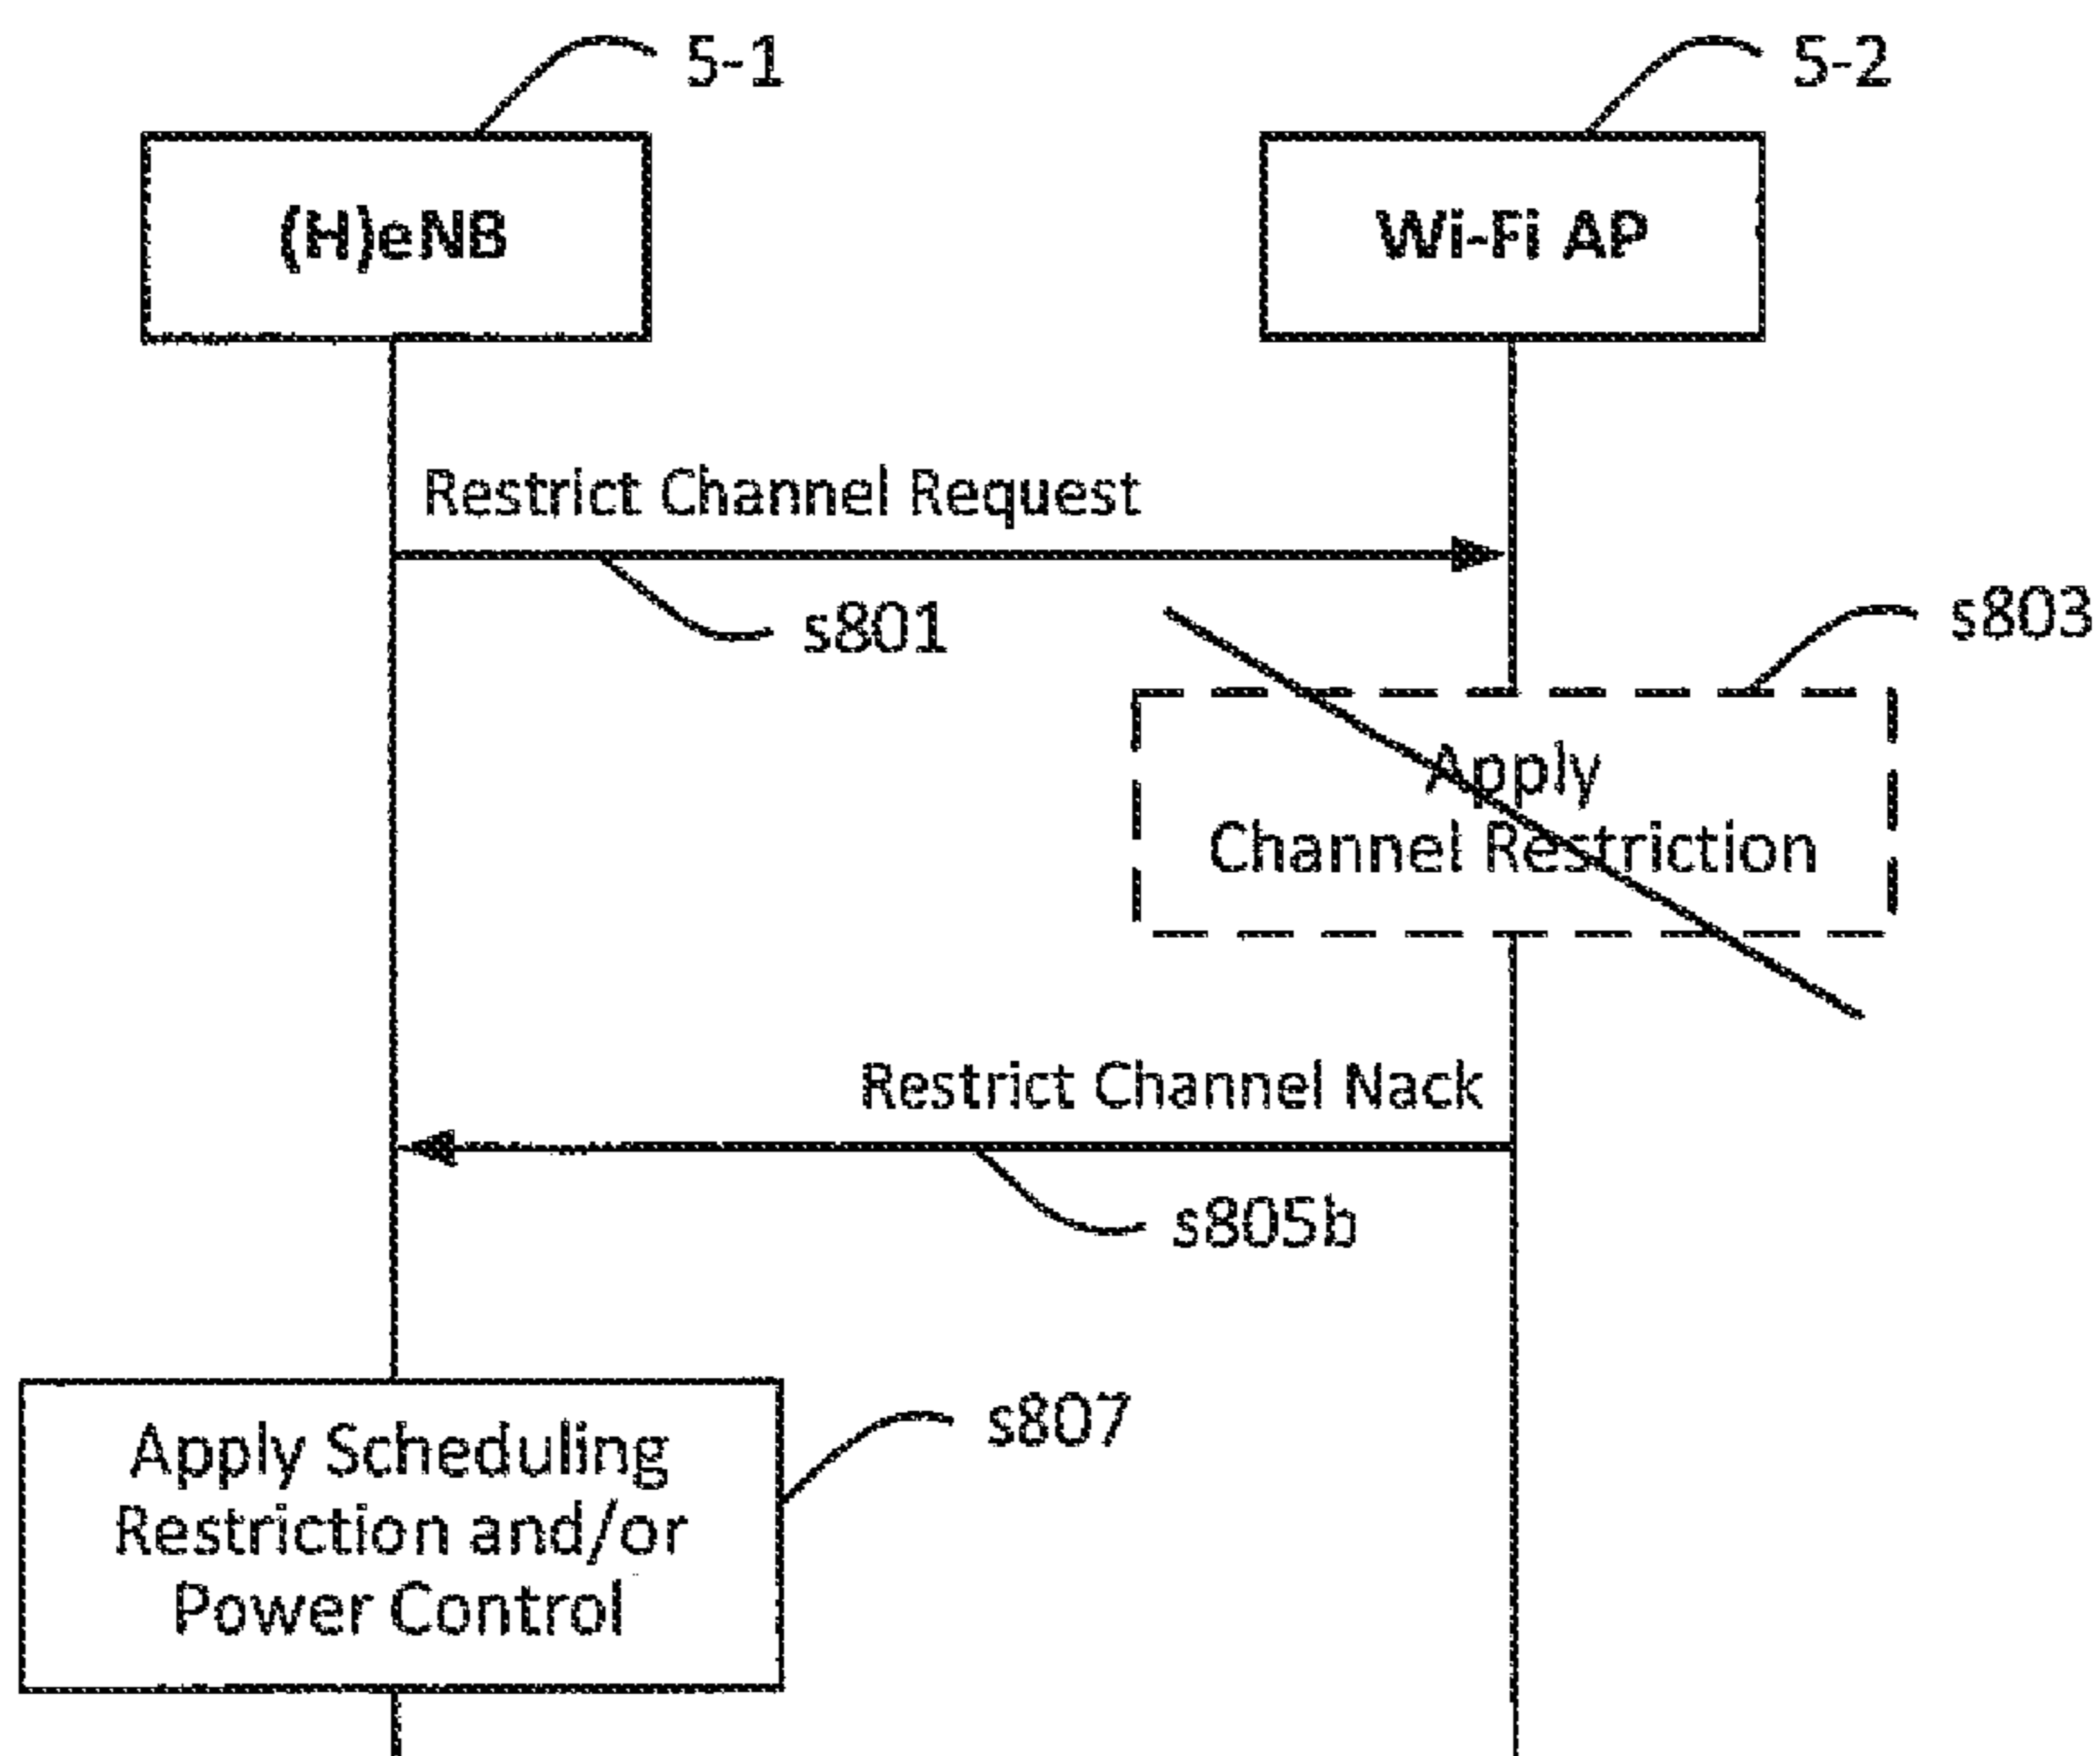 5-1
5-2
(H)eNB
Wi-Fi AP
Restrict Channel Request
s801
s803
Apply
Channel Restriction
Restrict Channel Nack
s805b
s807
Apply Scheduling
Restriction and/or
Power Control